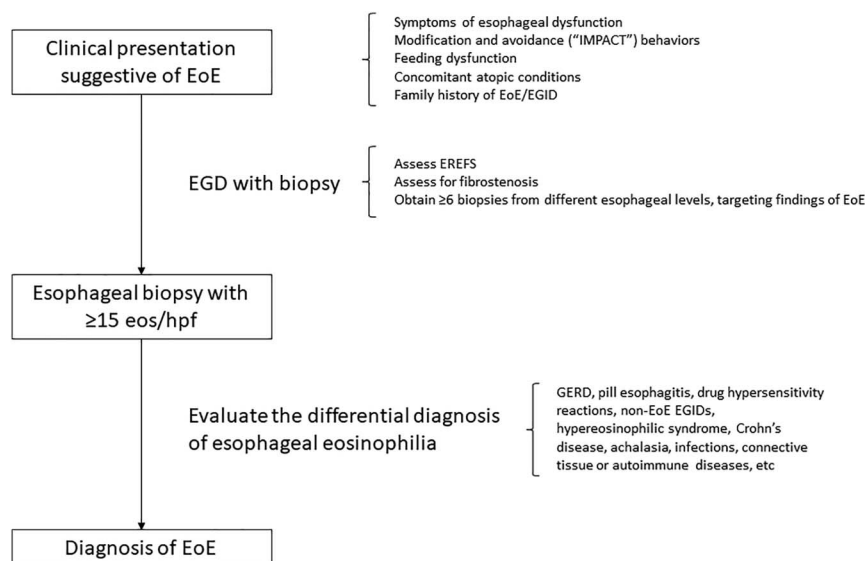 Clinical presentation
suggestive of EoE
Symptoms of esophageal dysfunction
Modification and avoidance (“IMPACT”) behaviors
Feeding dysfunction
Concomitant atopic conditions
Family history of EoE/EGID
EGD with biopsy
Assess EREFS
Assess for fibrostenosis
Obtain ≥6 biopsies from different esophageal levels, targeting findings of EoE
Esophageal biopsy with
≥15 eos/hpf
Evaluate the differential diagnosis
of esophageal eosinophilia
GERD, pill esophagitis, drug hypersensitivity
reactions, non-EoE EGIDs,
hypereosinophilic syndrome, Crohn’s
disease, achalasia, infections, connective
tissue or autoimmune diseases, etc
Diagnosis of EoE